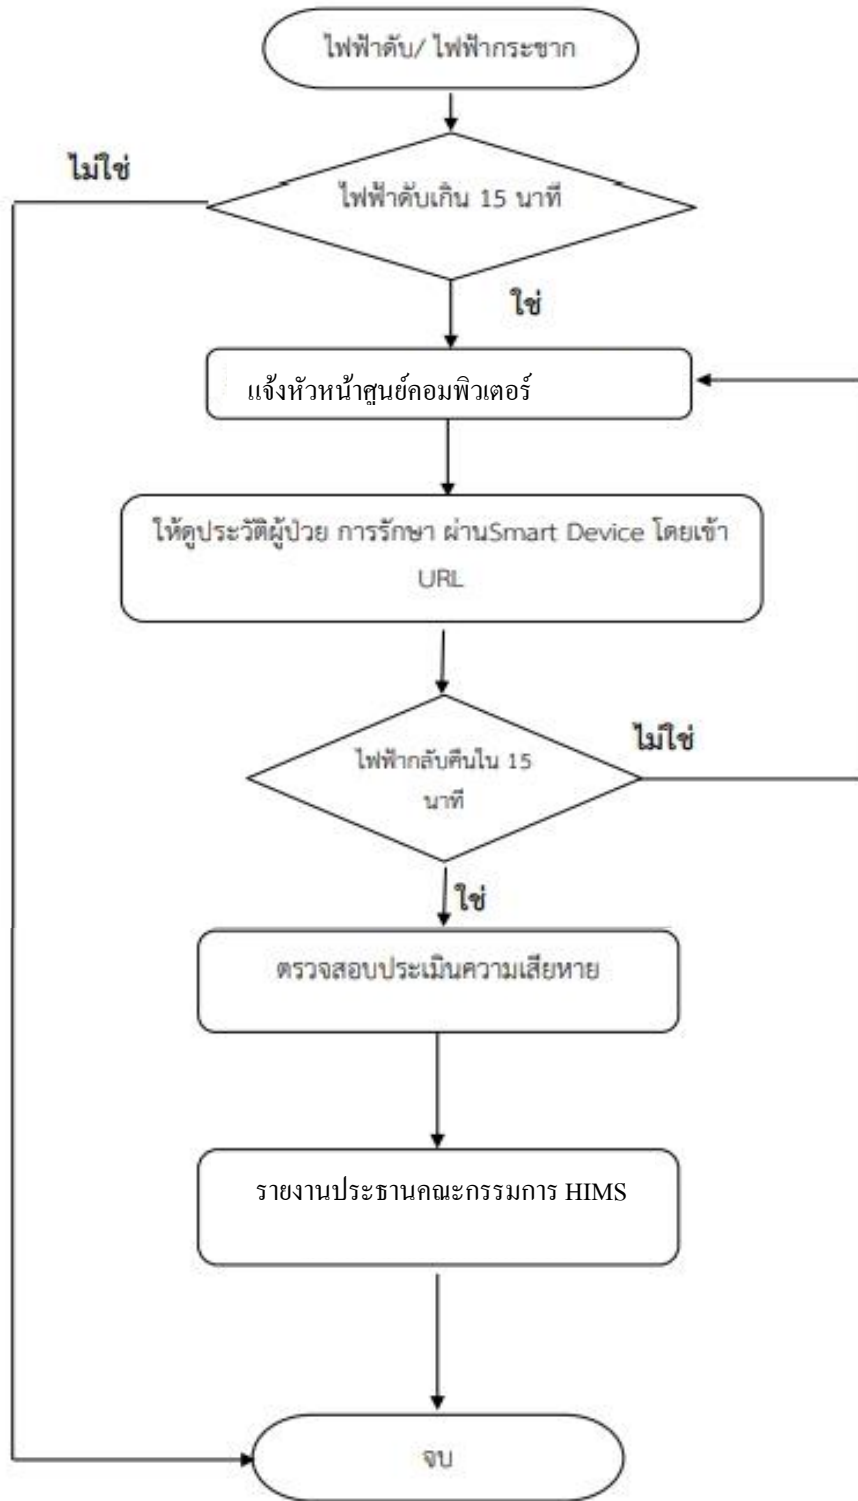 ไฟฟ้าดับ/ ไฟฟ้ากระชาก
ไม่ใช่
ไฟฟ้าดับเกิน 15 นาที
ใช่
แจ้งหัวหน้าศูนย์คอมพิวเตอร์
ให้ดูประวัติผู้ป่วย การรักษา ผ่านSmart Device โดยเข้า
URL
ไม่ใช่
ไฟฟ้ากลับคืนใน 15
นาที
ใช่
ตรวจสอบประเมินความเสียหาย
รายงานประธานคณะกรรมการ HIMS
จบ